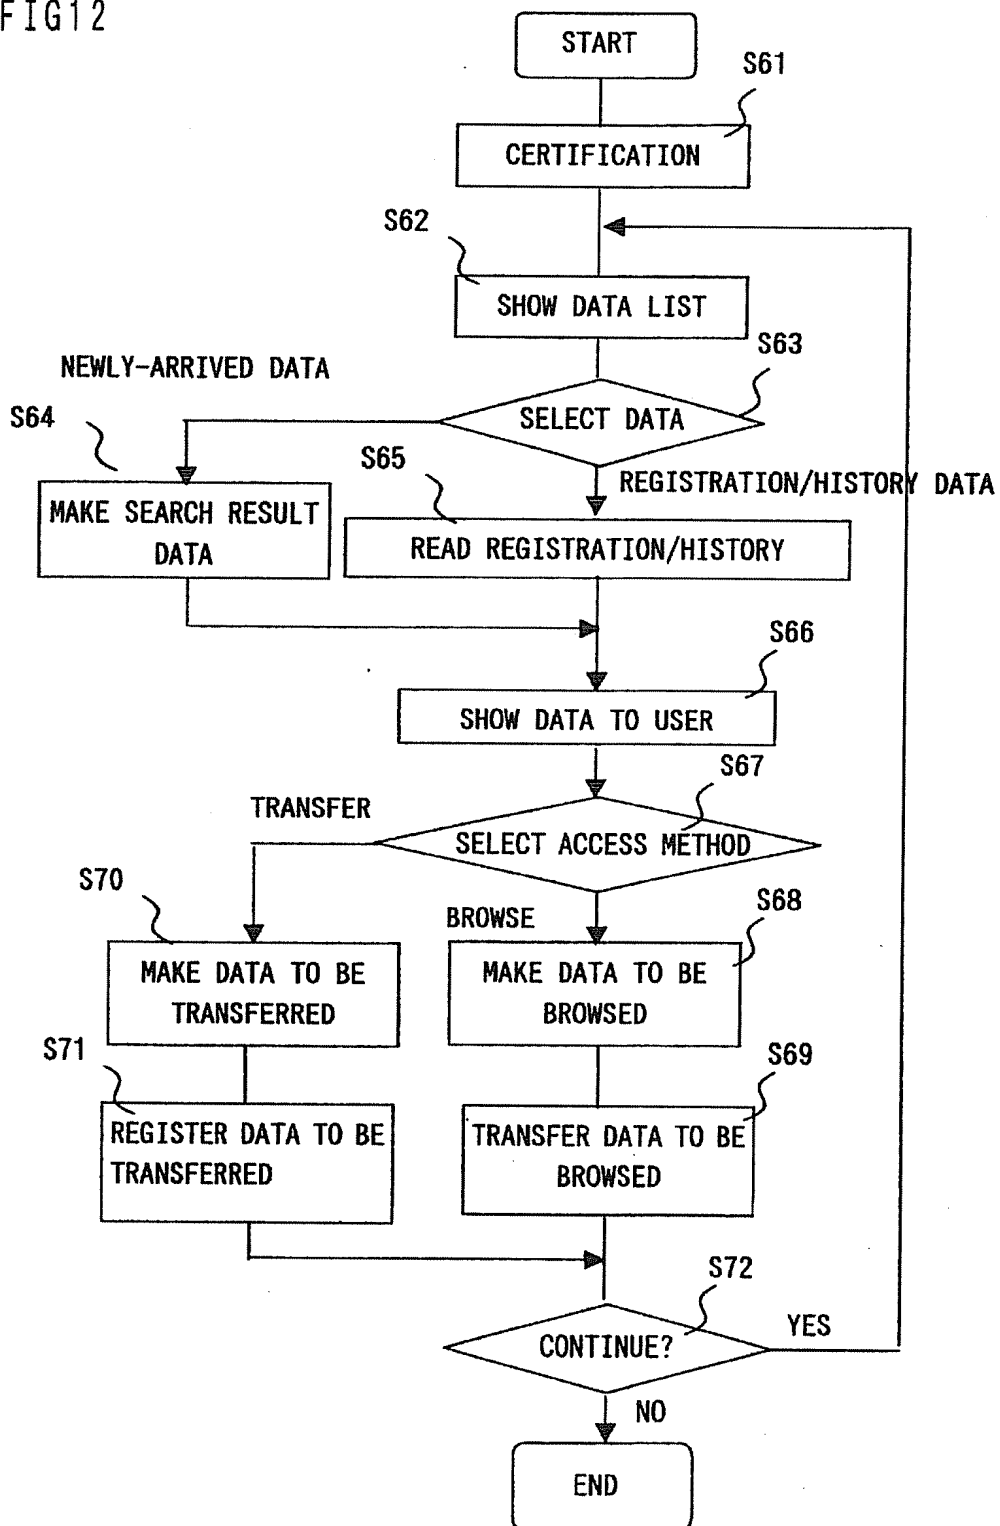 FIG12
START
S61
CERTIFICATION
S62
SHOW DATA LIST
S63
NEWLY-ARRIVED DATA
SELECT DATA
S64
S65
REGISTRATION/HISTORY DATA
MAKE SEARCH RESULT
DATA
READ REGISTRATION/HISTORY
S66
SHOW DATA TO USER
S67
TRANSFER
SELECT ACCESS METHOD
S70
S68
BROWSE
MAKE DATA TO BE
TRANSFERRED
MAKE DATA TO BE
BROWSED
S71
S69
REGISTER DATA TO BE
TRANSFERRED
TRANSFER DATA TO BE
BROWSED
S72
YES
CONTINUE?
NO
END